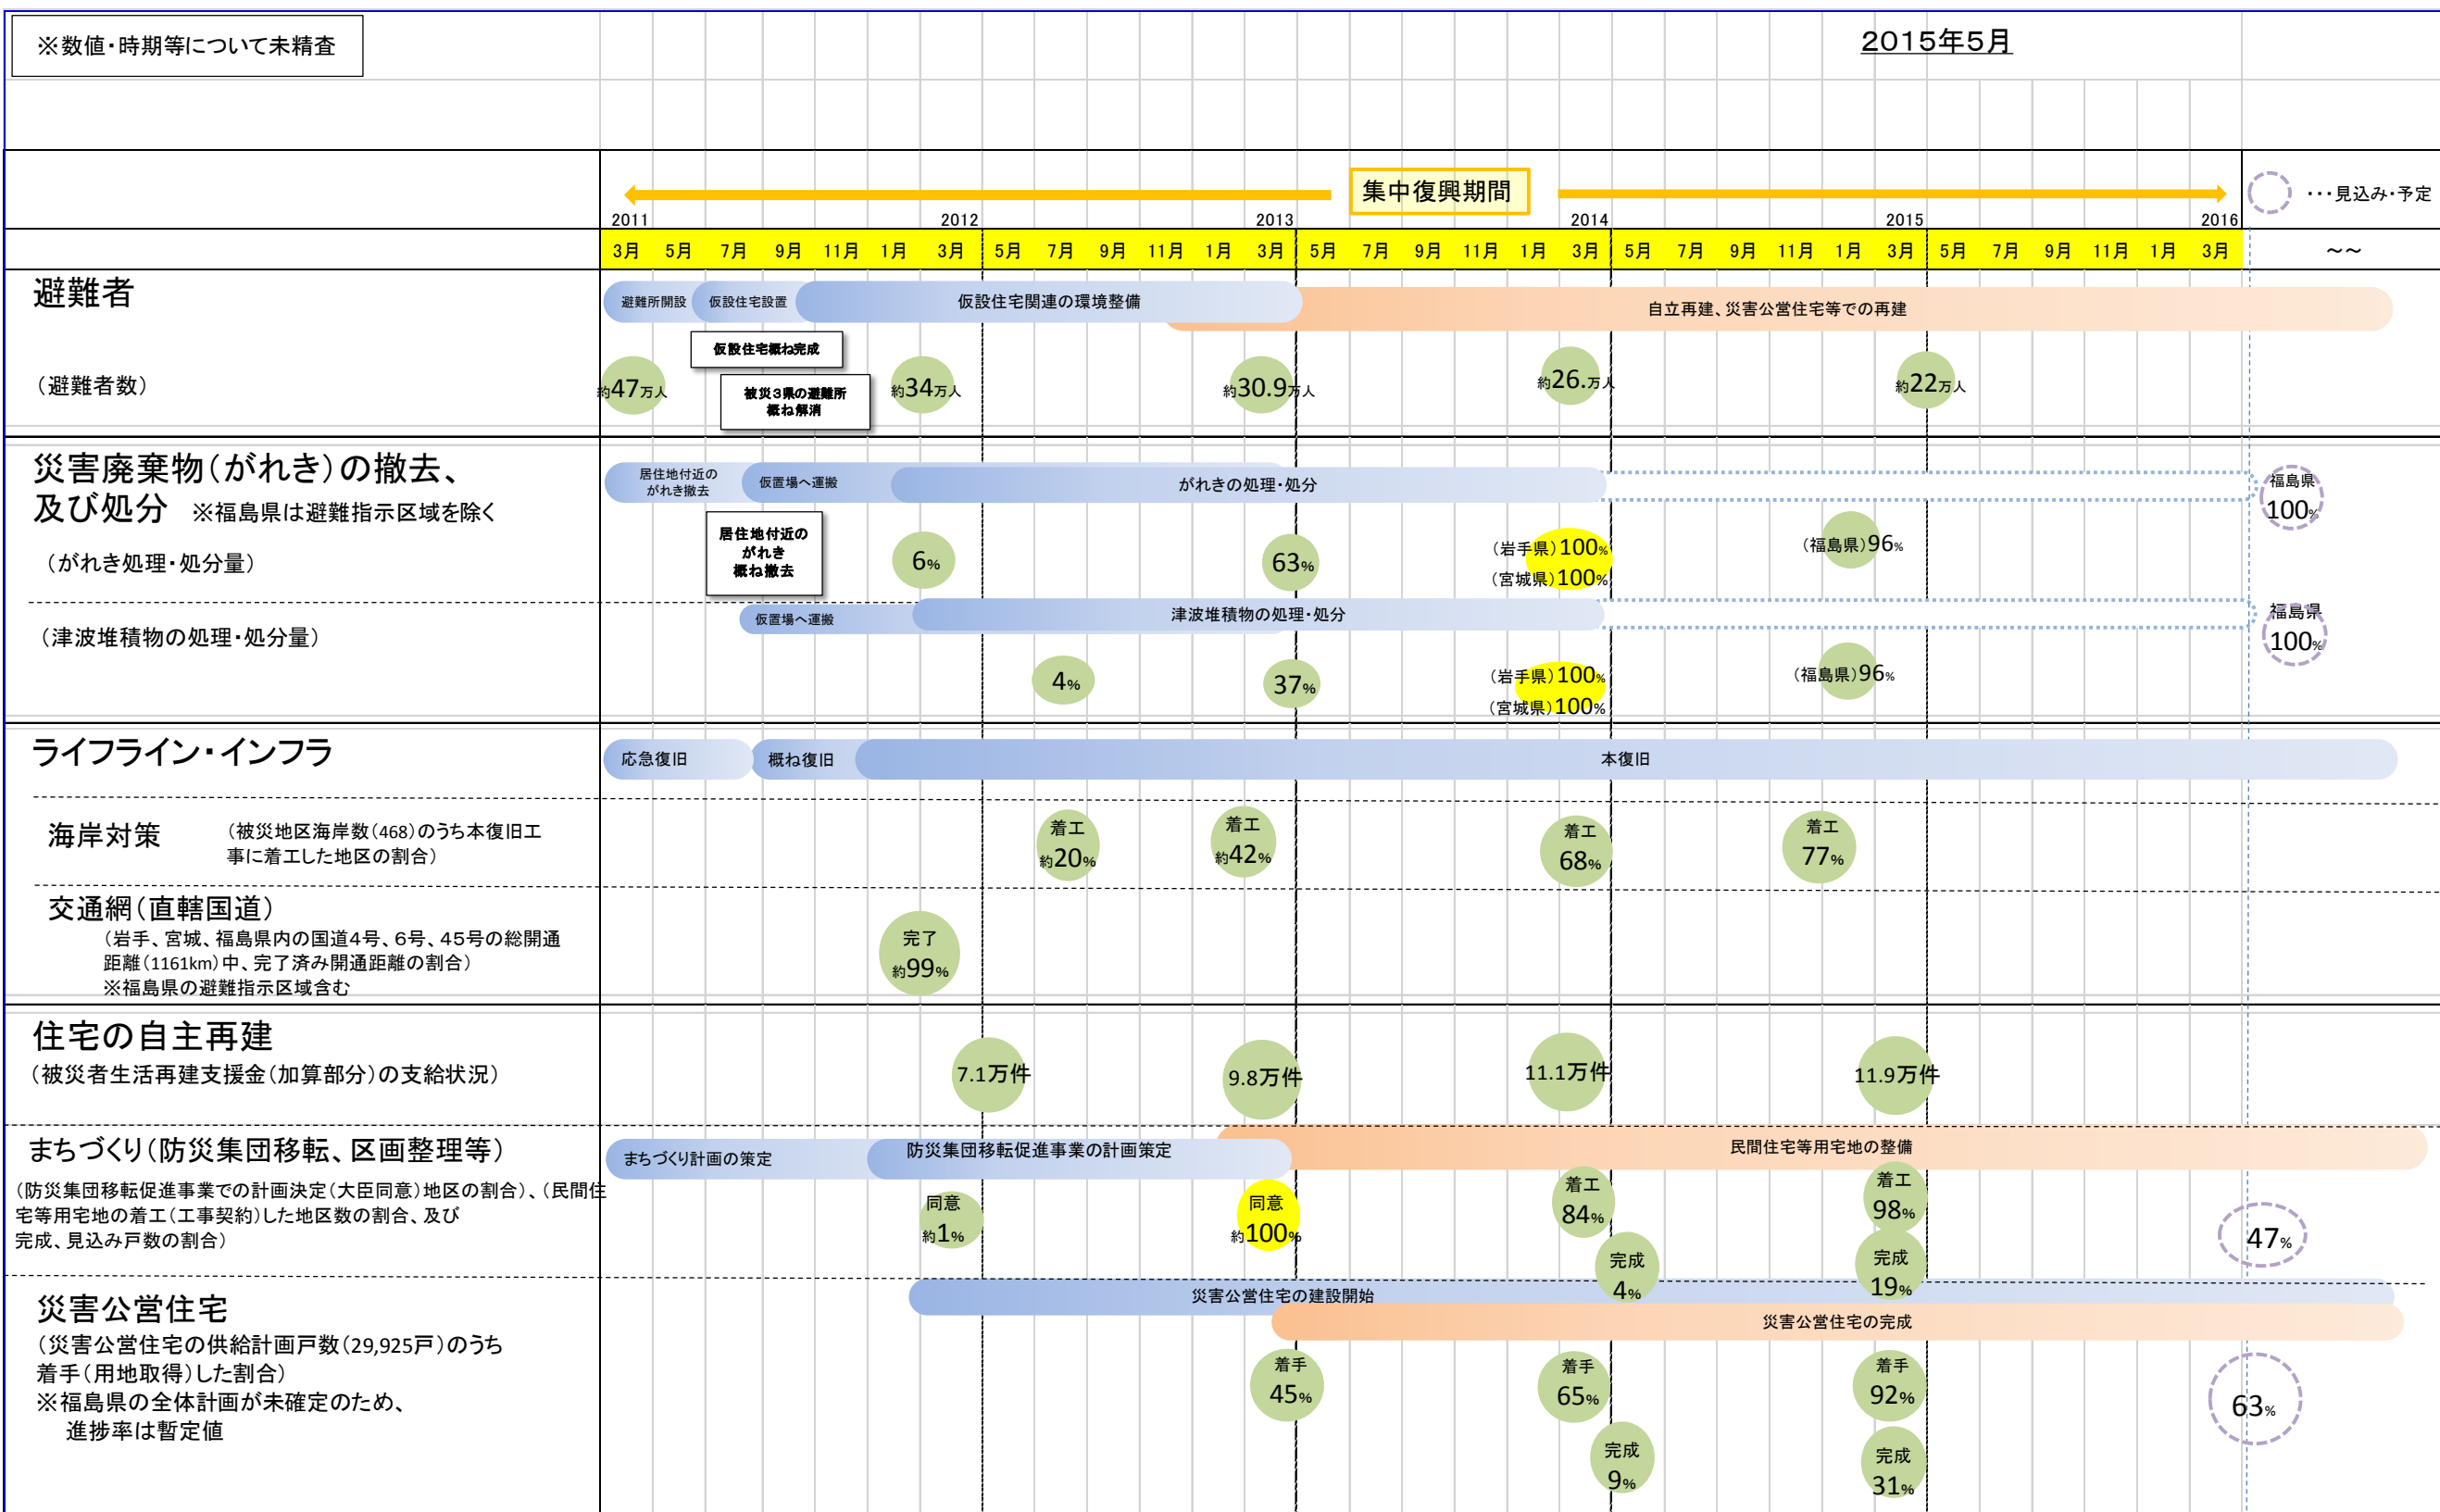 ※数値・時期等について未精査
2015年5月
集中復興期間
・・・見込み・予定
2011 2012 2013 2014 2015 2016
3月 5月 7月 9月 11月 1月 3月 5月 7月 9月 11月 1月 3月 5月 7月 9月 11月 1月 3月 5月 7月 9月 11月 1月 3月 5月 7月 9月 11月 1月 3月 ~~
避難者
避難所開設 仮設住宅設置 仮設住宅関連の環境整備 自立再建、災害公営住宅等での再建
仮設住宅概ね完成
(避難者数)
約47万人 約34万人 約30.9万人 約26.万人 約22万人
被災3県の避難所
概ね解消
災害廃棄物(がれき)の撤去、
及び処分 ※福島県は避難指示区域を除く
居住地付近の
がれき撤去
仮置場へ運搬 がれきの処理・処分
福島県
100%
居住地付近の
がれき
概ね撤去
(がれき処理・処分量)
6% 63%
(岩手県)100%
(宮城県)100%
(福島県)96%
仮置場へ運搬 津波堆積物の処理・処分
福島県
100%
(津波堆積物の処理・処分量)
4% 37%
(岩手県)100%
(宮城県)100%
(福島県)96%
ライフライン・インフラ
応急復旧 概ね復旧 本復旧
海岸対策
(被災地区海岸数(468)のうち本復旧工
事に着工した地区の割合)
着工
約20%
着工
約42%
着工
68%
着工
77%
交通網(直轄国道)
(岩手、宮城、福島県内の国道4号、6号、45号の総開通
距離(1161km)中、完了済み開通距離の割合)
※福島県の避難指示区域含む
完了
約99%
住宅の自主再建
(被災者生活再建支援金(加算部分)の支給状況)
7.1万件 9.8万件 11.1万件 11.9万件
まちづくり(防災集団移転、区画整理等)
まちづくり計画の策定 防災集団移転促進事業の計画策定 民間住宅等用宅地の整備
(防災集団移転促進事業での計画決定(大臣同意)地区の割合)、(民間住
宅等用宅地の着工(工事契約)した地区数の割合、及び
完成、見込み戸数の割合)
同意
約1%
同意
約100%
着工
84%
完成
4%
着工
98%
完成
19%
47%
災害公営住宅
災害公営住宅の建設開始
災害公営住宅の完成
(災害公営住宅の供給計画戸数(29,925戸)のうち
着手(用地取得)した割合)
※福島県の全体計画が未確定のため、
進捗率は暫定値
着手
45%
着手
65%
完成
9%
着手
92%
完成
31%
63%